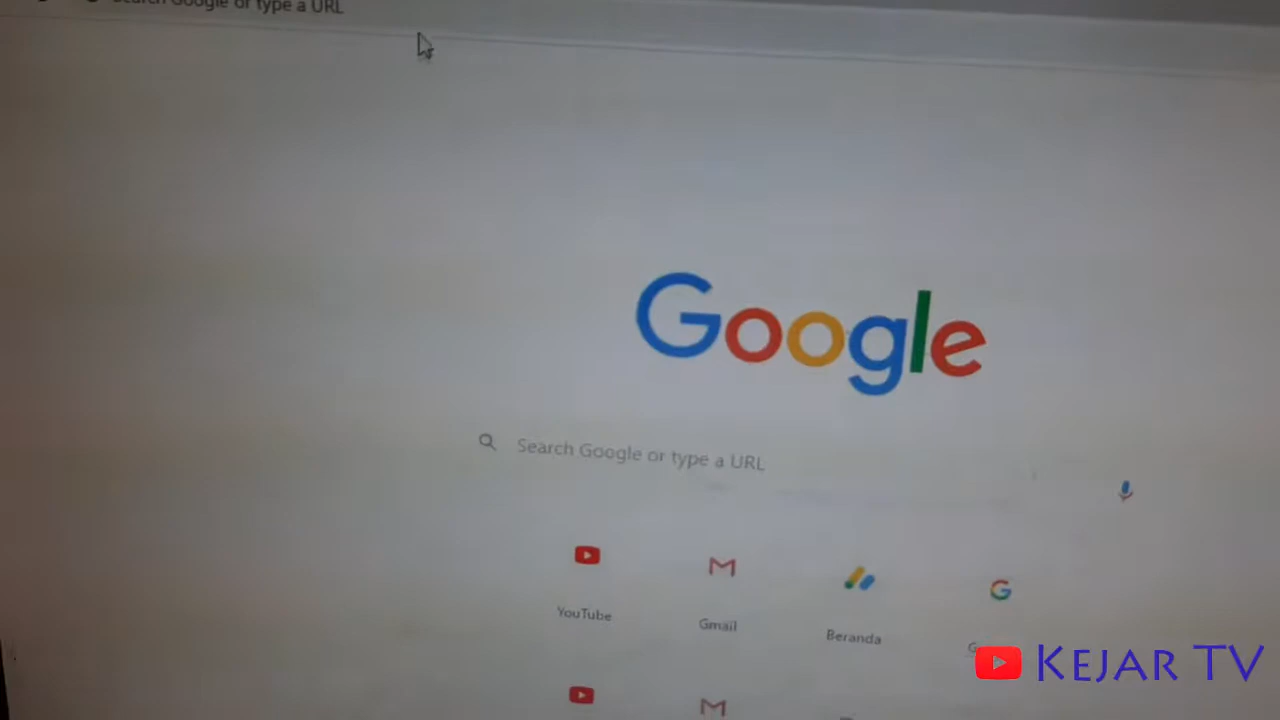 Search Google or type a URL
Google
Search Google or type a URL
YouTube
Gmail
Beranda
KEJAR TV